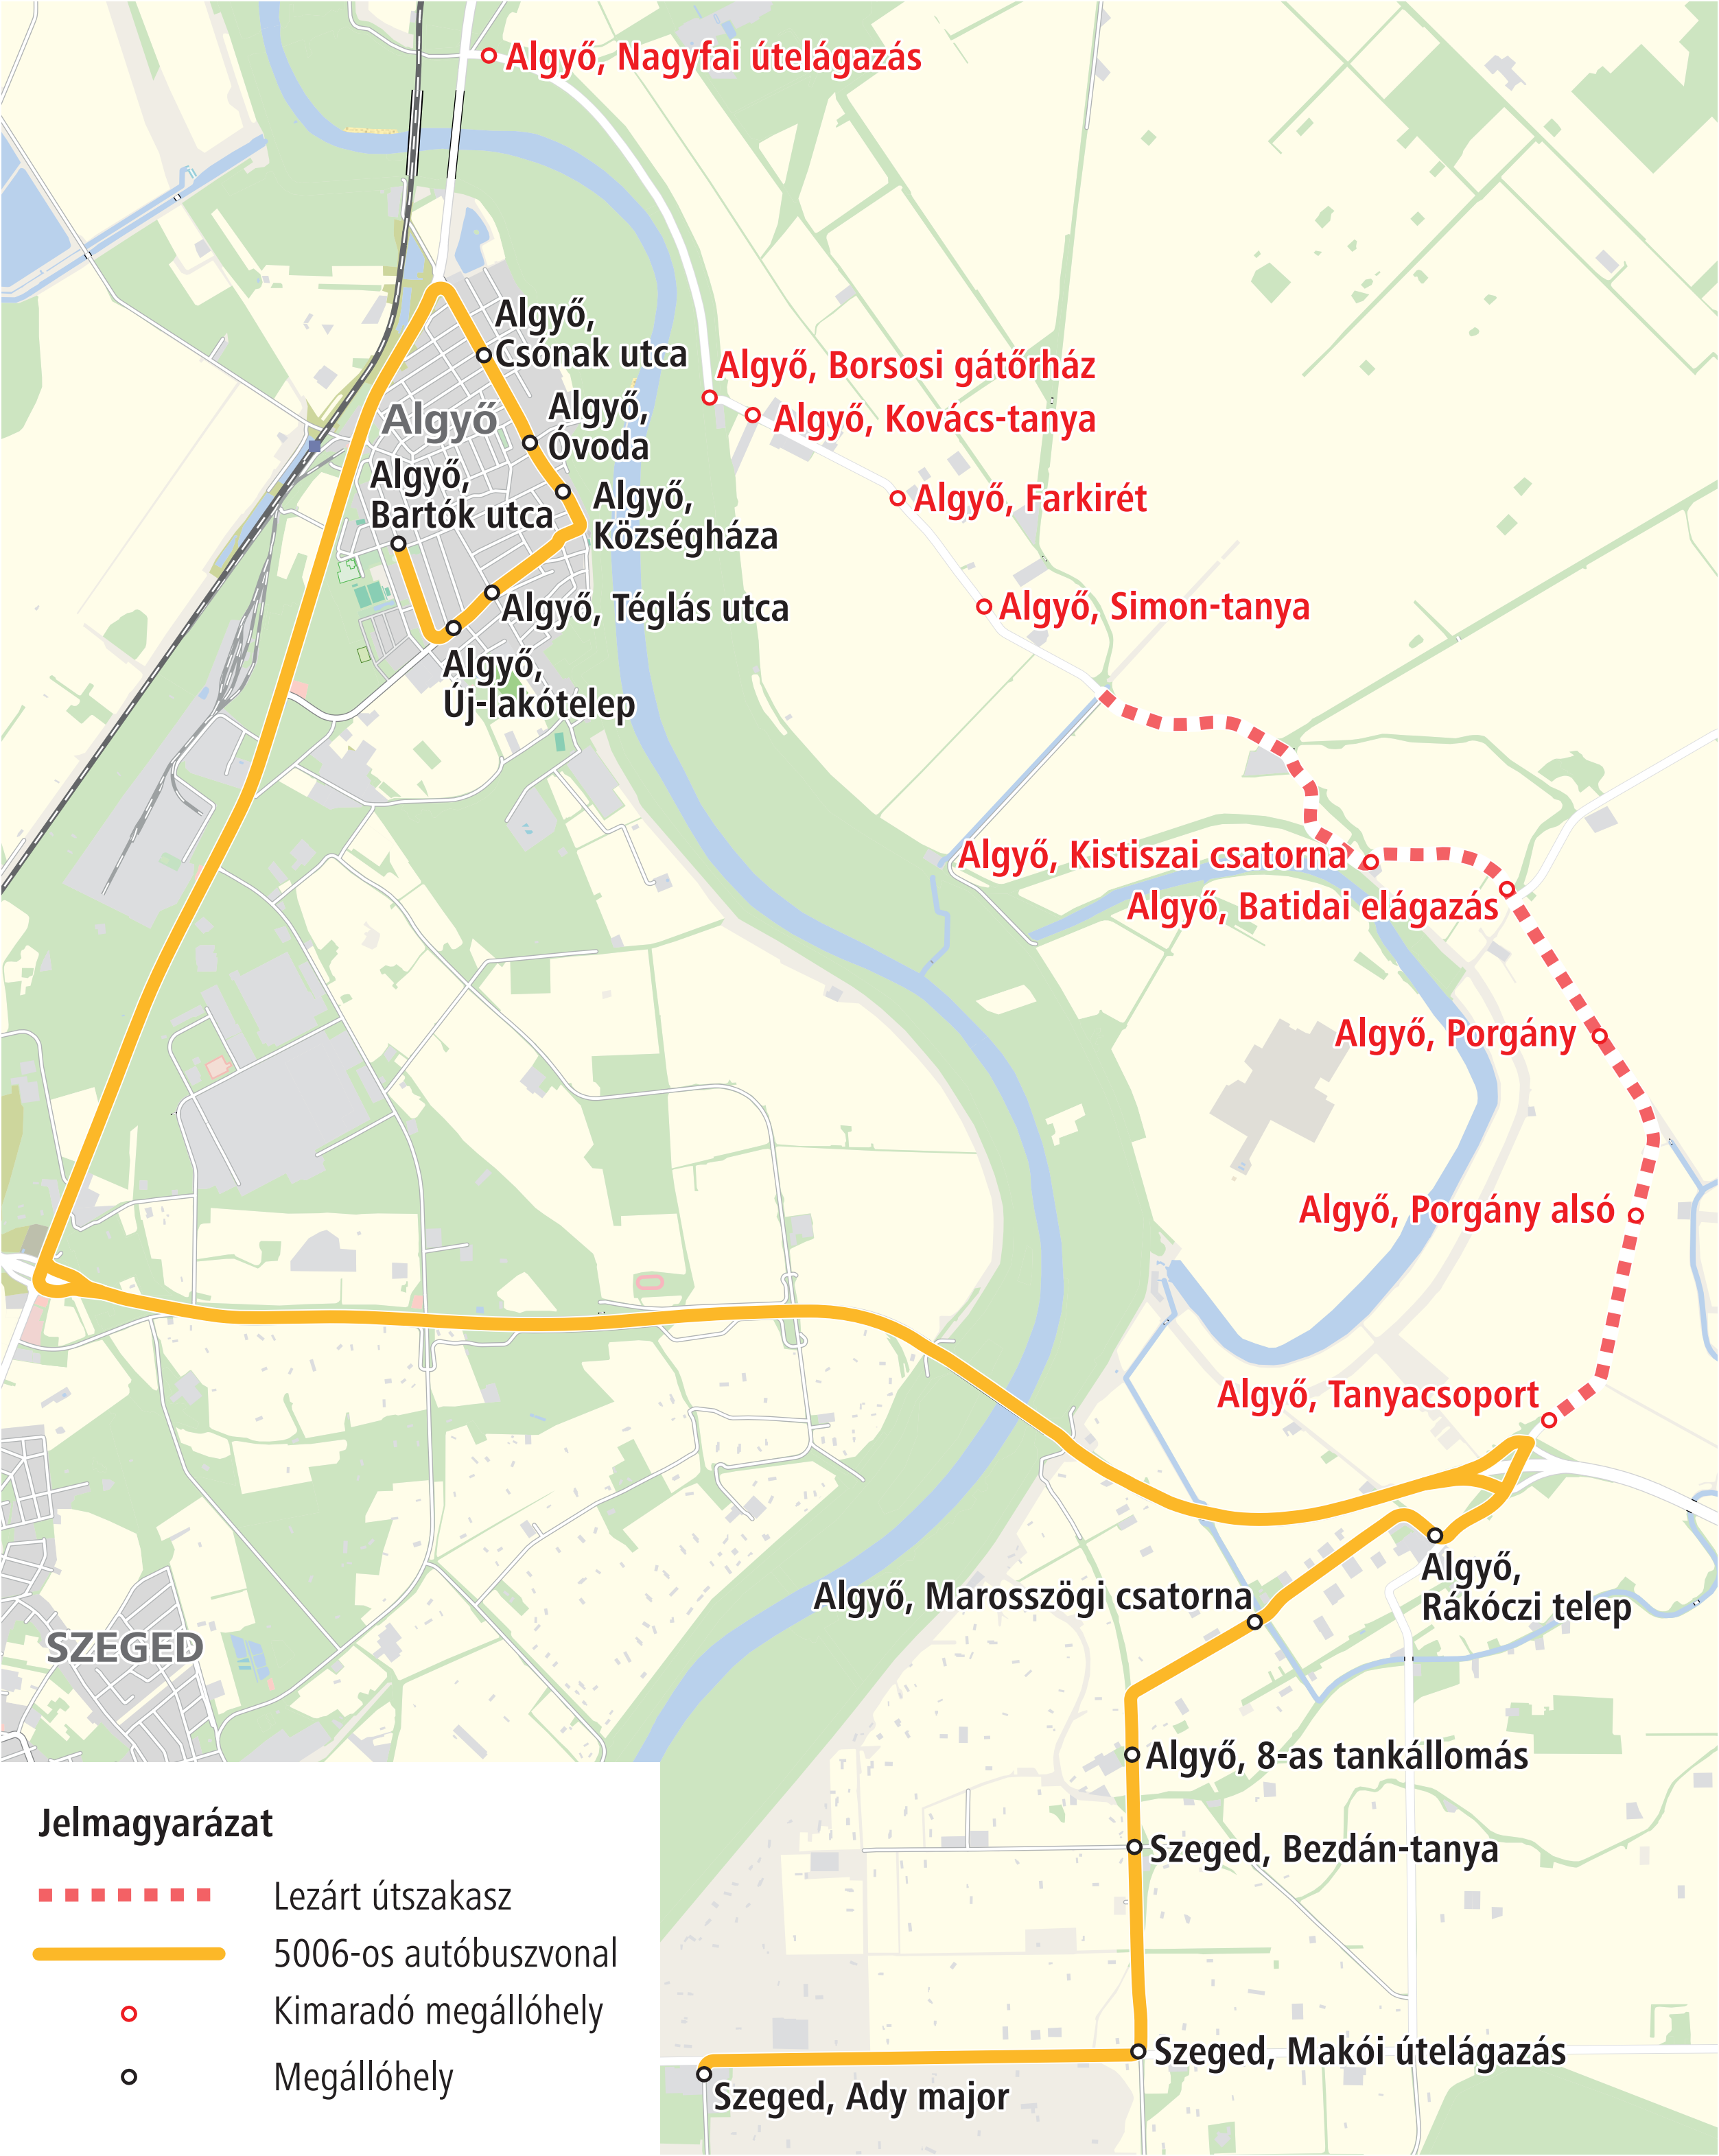 Algyő, Nagyfai útelágazás
Algyő,
Csónak utca
Algyő, Borsosi gátőrház
Algyő, Kovács-tanya
Algyő
Algyő,
Óvoda
Algyő,
Bartók utca
Algyő,
Községháza
Algyő, Farkirét
Algyő, Téglás utca
Algyő, Simon-tanya
Algyő,
Új-lakótelep
Algyő, Kistiszai csatorna
Algyő, Batidai elágazás
Algyő, Porgány
Algyő, Porgány alsó
Algyő, Tanyacsoport
Algyő,
Rákóczi telep
Algyő, Marosszögi csatorna
SZEGED
Algyő, 8-as tankállomás
Szeged, Bezdán-tanya
Szeged, Makói útelágazás
Szeged, Ady major
Jelmagyarázat
Lezárt útszakasz
5006-os autóbuszvonal
Kimaradó megállóhely
Megállóhely